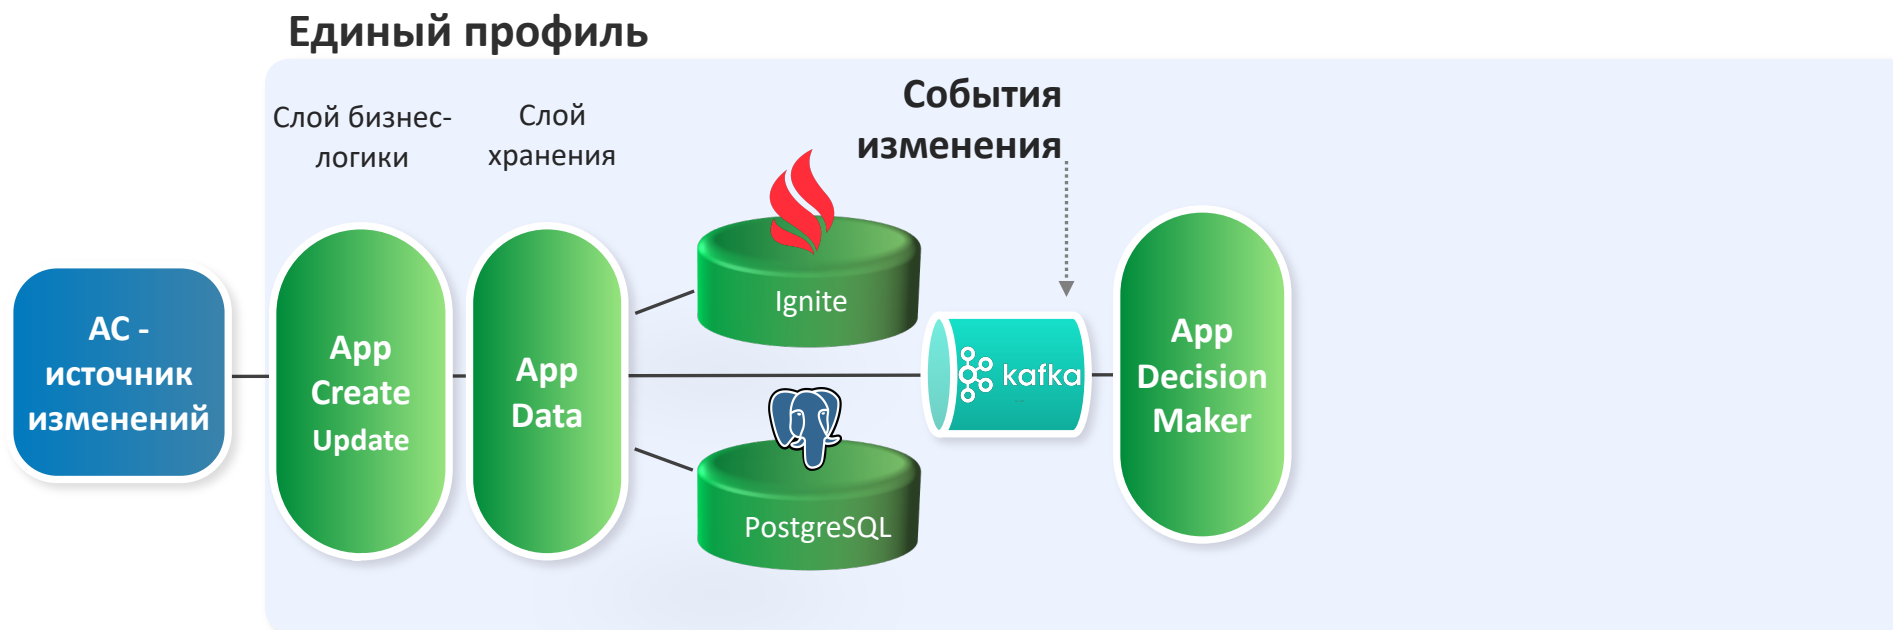 Единый профиль
Слой бизнес-
логики
Слой
хранения
События
изменения
АС -
источник
изменений
App
Create
Update
App
Data
Ignite
PostgreSQL
kafka
App
Decision
Maker